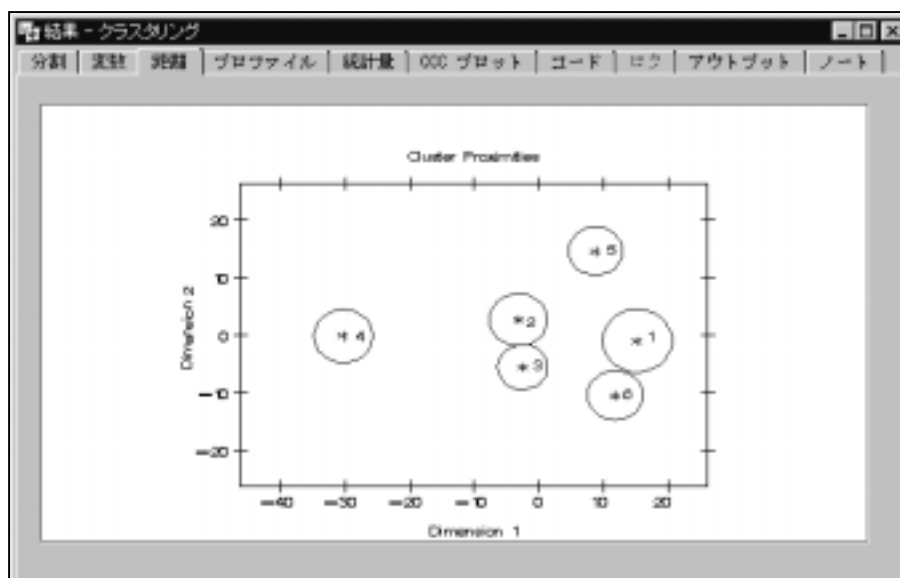 結果 - クラスタリング
分割 変数 距離 プロファイル 統計量 CCC プロット コード ログ アウトプット ノート
Cluster Proximities
Dimension 2
20
10
0
-10
-20
5
2
4
1
3
6
-40 -30 -20 -10 0 10 20
Dimension 1